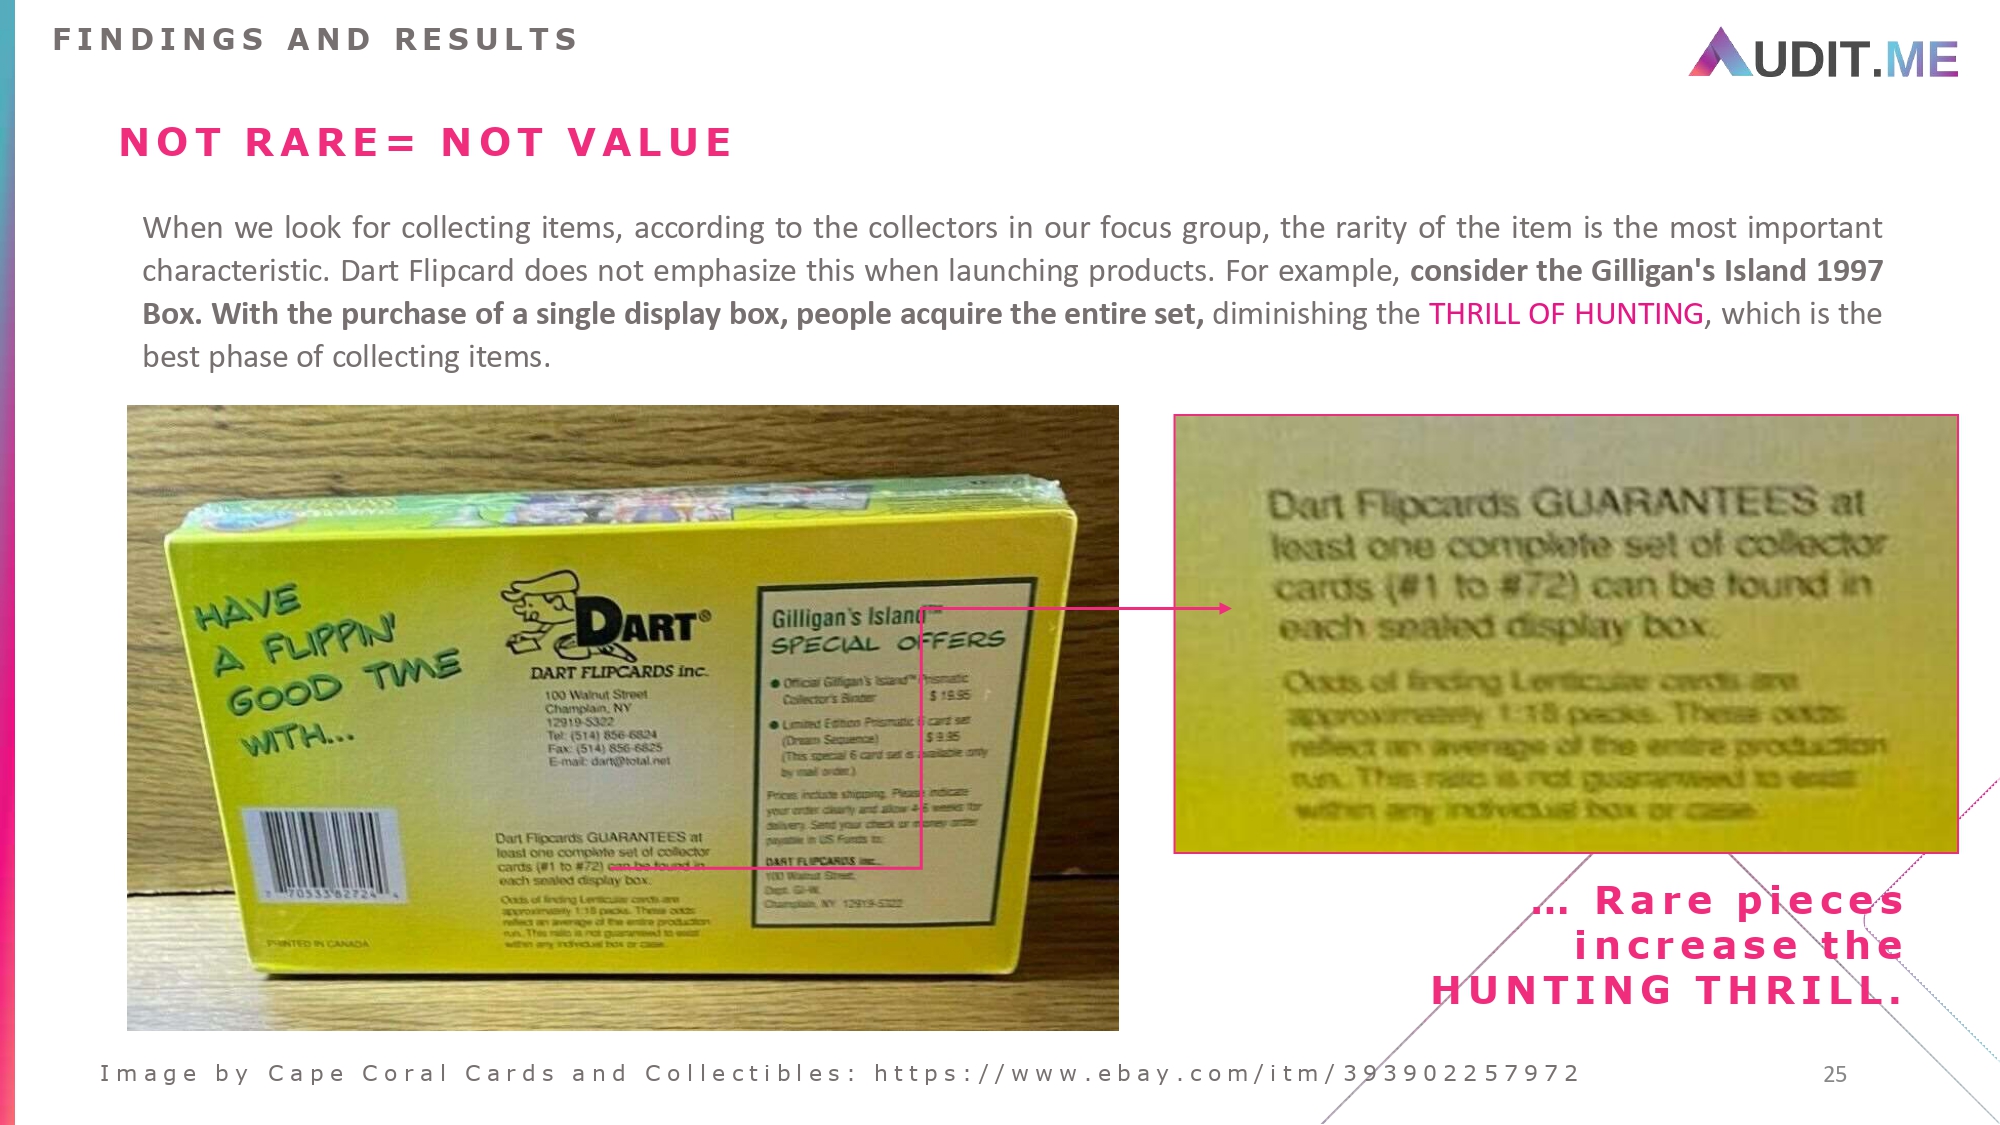 FINDINGS AND RESULTS
AUDIT.ME
NOT RARE= NOT VALUE
When we look for collecting items, according to the collectors in our focus group, the rarity of the item is the most important
characteristic. Dart Flipcard does not emphasize this when launching products. For example, consider the Gilligan's Island 1997
Box. With the purchase of a single display box, people acquire the entire set, diminishing the THRILL OF HUNTING, which is the
best phase of collecting items.
HAVE
A FLIPPIN'
GOOD TIME
WITH...
DART®
DART FLIPCARDS inc.
100 Walnut Street
Champlain, NY
12919-5322
Tel: (514) 856-6824
Fax: (514) 856-6825
E-mail: dart@total.net
Dart Flipcards GUARANTEES at
least one complete set of collector
cards (#1 to #72) can be found in
each sealed display box.
Odds of finding Lenticular cards are
approximately 1:18 packs. These odds
reflect an average of the entire production
run. This ratio is not guaranteed to exist
within any individual box or case.
PRINTED IN CANADA
Gilligan's Island™
SPECIAL OFFERS
Official Gilligan's Island™ Prismatic
Collector's Binder $ 19.95
Limited Edition Prismatic 6 card set
(Dream Sequence) $ 9.95
(This special 6 card set is available only
by mail order.)
Prices include shipping. Please indicate
your order clearly and allow 4-6 weeks for
delivery. Send your check or money order
payable in US Funds to:
DART FLIPCARDS inc.
100 Walnut Street,
Dept. GI-W,
Champlain, NY 12919-5322
Dart Flipcards GUARANTEES at
least one complete set of collector
cards (#1 to #72) can be found in
each sealed display box.
Odds of finding Lenticular cards are
approximately 1:18 packs. These odds
reflect an average of the entire production
run. This ratio is not guaranteed to exist
within any individual box or case.
... Rare pieces
increase the
HUNTING THRILL.
Image by Cape Coral Cards and Collectibles: https://www.ebay.com/itm/393902257972
25